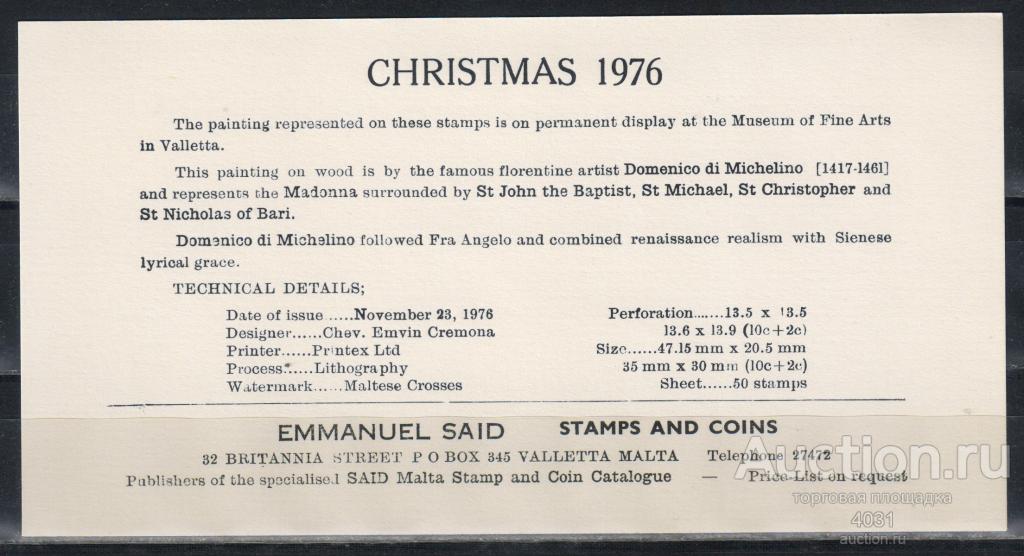 CHRISTMAS 1976
The painting represented on these stamps is on permanent display at the Museum of Fine Arts
in Valletta.
This painting on wood is by the famous florentine artist Domenico di Michelino [1417-1461]
and represents the Madonna surrounded by St John the Baptist, St Michael, St Christopher and
St Nicholas of Bari.
Domenico di Michelino followed Fra Angelo and combined renaissance realism with Sienese
lyrical grace.
TECHNICAL DETAILS;
Date of issue .....November 23, 1976 Perforation.......13.5 x 13.5
Designer......Chev. Emvin Cremona 13.6 x 13.9 (10c+2c)
Printer......Printex Ltd Size......47.15 mm x 20.5 mm
Process......Lithography 35 mm x 30 mm (10c+2c)
Watermark......Maltese Crosses Sheet......50 stamps
EMMANUEL SAID STAMPS AND COINS
32 BRITANNIA STREET P O BOX 345 VALLETTA MALTA Telephone 27472
Publishers of the specialised SAID Malta Stamp and Coin Catalogue — Price-List on request
Auction.ru
торговая площадка
4031
auction.ru